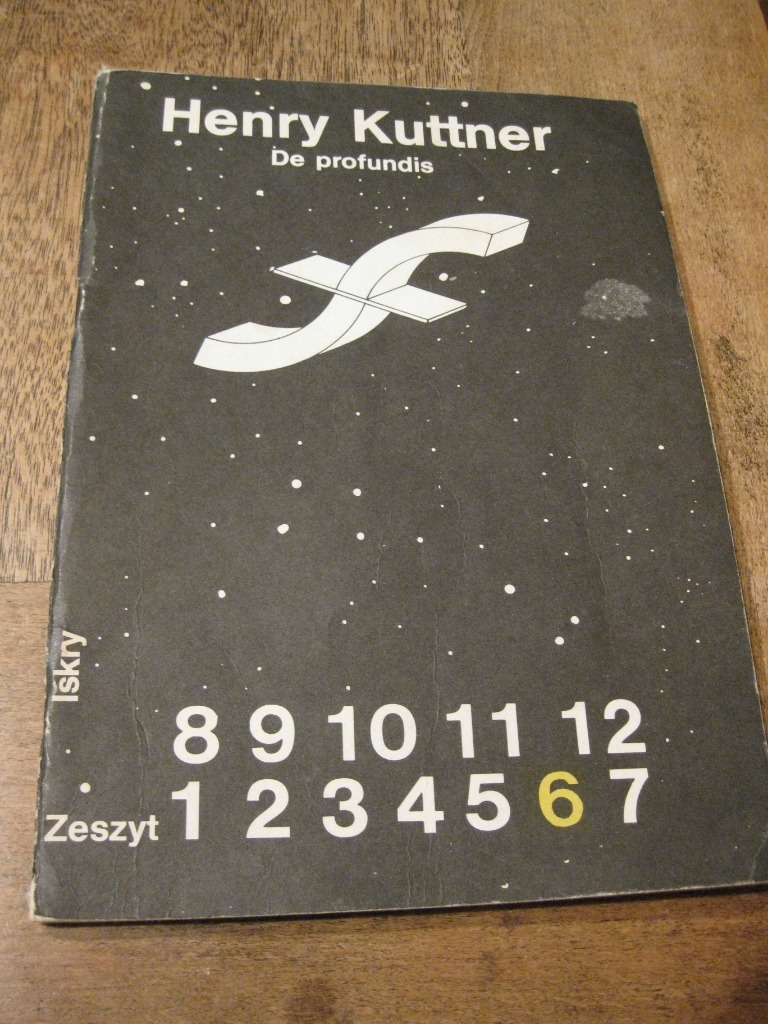 Henry Kuttner
De profundis
Iskry
8 9 10 11 12
Zeszyt 1 2 3 4 5 6 7